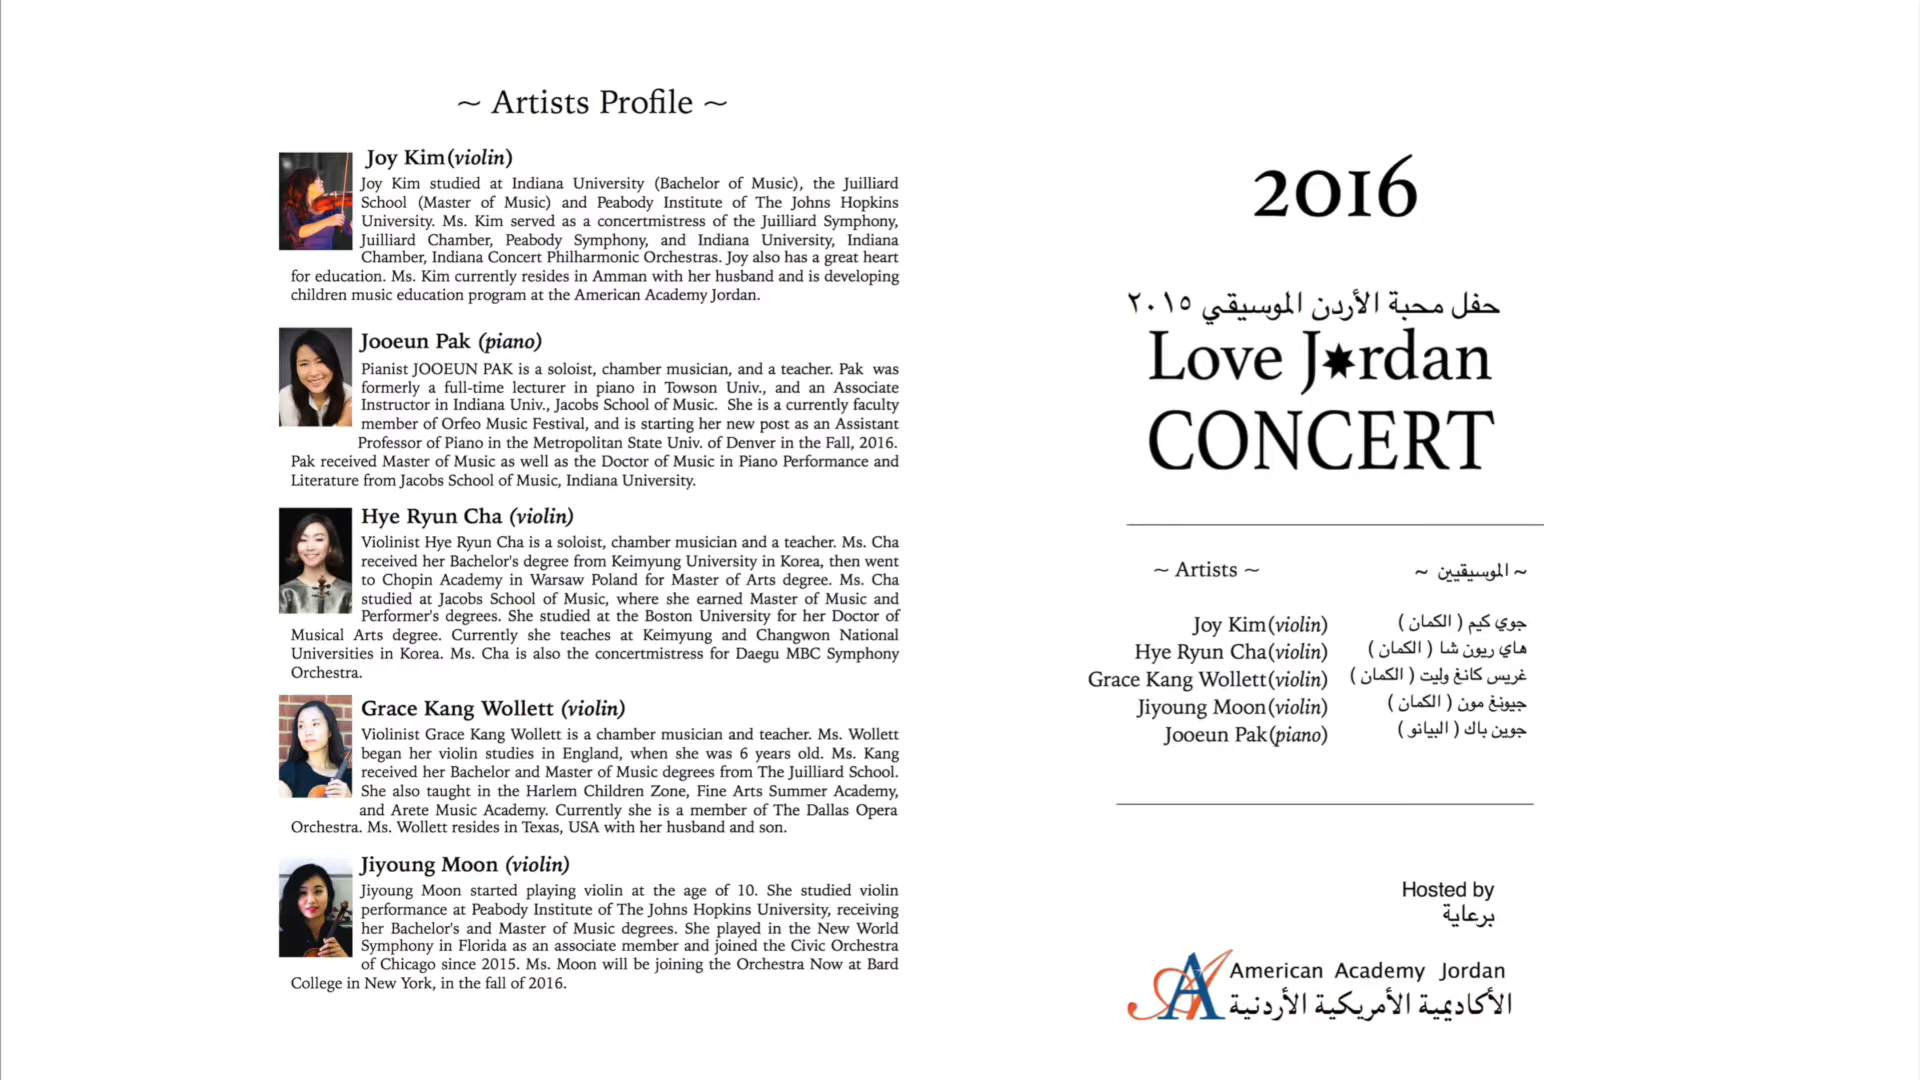 ~ Artists Profile ~
Joy Kim(violin)
Joy Kim studied at Indiana University (Bachelor of Music), the Juilliard
School (Master of Music) and Peabody Institute of The Johns Hopkins
University. Ms. Kim served as a concertmistress of the Juilliard Symphony,
Juilliard Chamber, Peabody Symphony, and Indiana University, Indiana
Chamber, Indiana Concert Philharmonic Orchestras. Joy also has a great heart
for education. Ms. Kim currently resides in Amman with her husband and is developing
children music education program at the American Academy Jordan.
Jooeun Pak (piano)
Pianist JOOEUN PAK is a soloist, chamber musician, and a teacher. Pak was
formerly a full-time lecturer in piano in Towson Univ., and an Associate
Instructor in Indiana Univ., Jacobs School of Music. She is a currently faculty
member of Orfeo Music Festival, and is starting her new post as an Assistant
Professor of Piano in the Metropolitan State Univ. of Denver in the Fall, 2016.
Pak received Master of Music as well as the Doctor of Music in Piano Performance and
Literature from Jacobs School of Music, Indiana University.
Hye Ryun Cha (violin)
Violinist Hye Ryun Cha is a soloist, chamber musician and a teacher. Ms. Cha
received her Bachelor's degree from Keimyung University in Korea, then went
to Chopin Academy in Warsaw Poland for Master of Arts degree. Ms. Cha
studied at Jacobs School of Music, where she earned Master of Music and
Performer's degrees. She studied at the Boston University for her Doctor of
Musical Arts degree. Currently she teaches at Keimyung and Changwon National
Universities in Korea. Ms. Cha is also the concertmistress for Daegu MBC Symphony
Orchestra.
Grace Kang Wollett (violin)
Violinist Grace Kang Wollett is a chamber musician and teacher. Ms. Wollett
began her violin studies in England, when she was 6 years old. Ms. Kang
received her Bachelor and Master of Music degrees from The Juilliard School.
She also taught in the Harlem Children Zone, Fine Arts Summer Academy,
and Arete Music Academy. Currently she is a member of The Dallas Opera
Orchestra. Ms. Wollett resides in Texas, USA with her husband and son.
Jiyoung Moon (violin)
Jiyoung Moon started playing violin at the age of 10. She studied violin
performance at Peabody Institute of The Johns Hopkins University, receiving
her Bachelor's and Master of Music degrees. She played in the New World
Symphony in Florida as an associate member and joined the Civic Orchestra
of Chicago since 2015. Ms. Moon will be joining the Orchestra Now at Bard
College in New York, in the fall of 2016.
2016
حفل محبة الأردن الموسيقي ٢٠١٥
Love J✷rdan
CONCERT
~ Artists ~
Joy Kim(violin)
Hye Ryun Cha(violin)
Grace Kang Wollett(violin)
Jiyoung Moon(violin)
Jooeun Pak(piano)
~ الموسيقيين ~
جوي كيم ( الكمان )
هاي ريون شا ( الكمان )
غريس كانغ وليت ( الكمان )
جيونغ مون ( الكمان )
جوين باك ( البيانو )
Hosted by
برعاية
AA
American Academy Jordan
الأكاديمية الأمريكية الأردنية